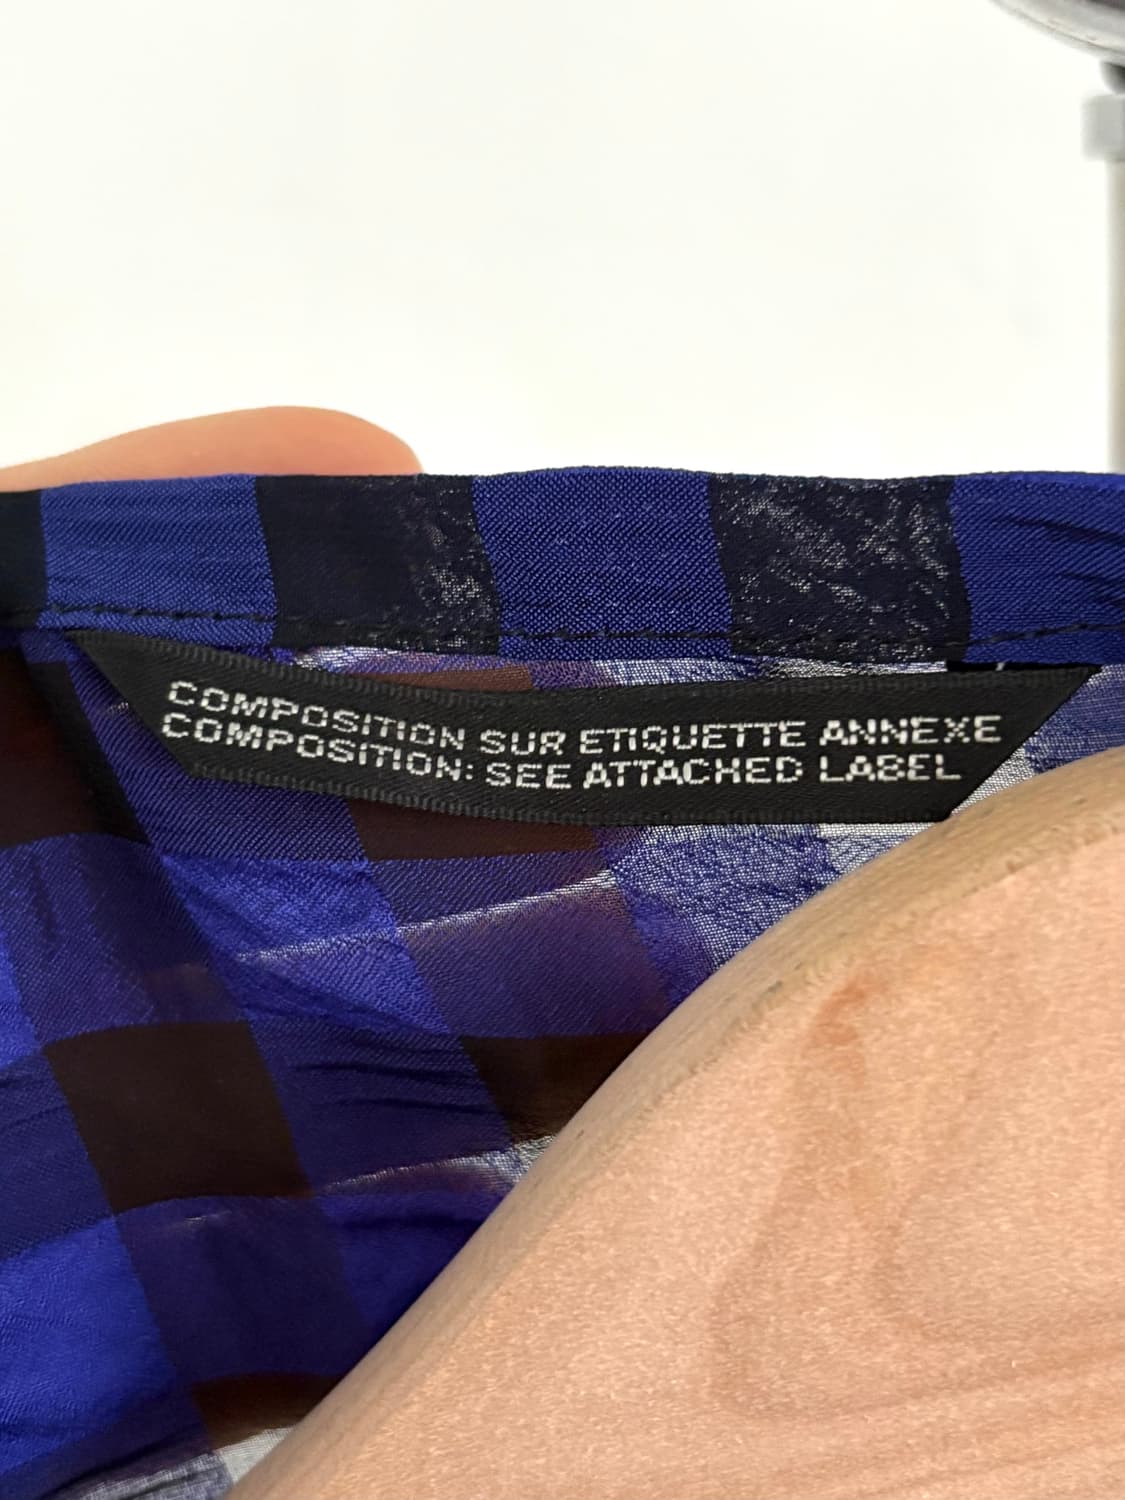 COMPOSITION SUR ETIQUETTE ANNEXE
COMPOSITION: SEE ATTACHED LABEL